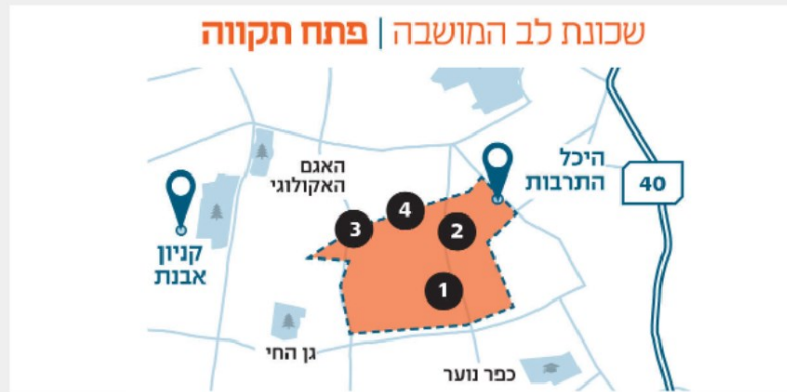 שכונת לב המושבה | פתח תקווה
היכל
התרבות
40
האגם
האקולוגי
קניון
אבנת
3
4
2
1
גן החי
כפר נוער